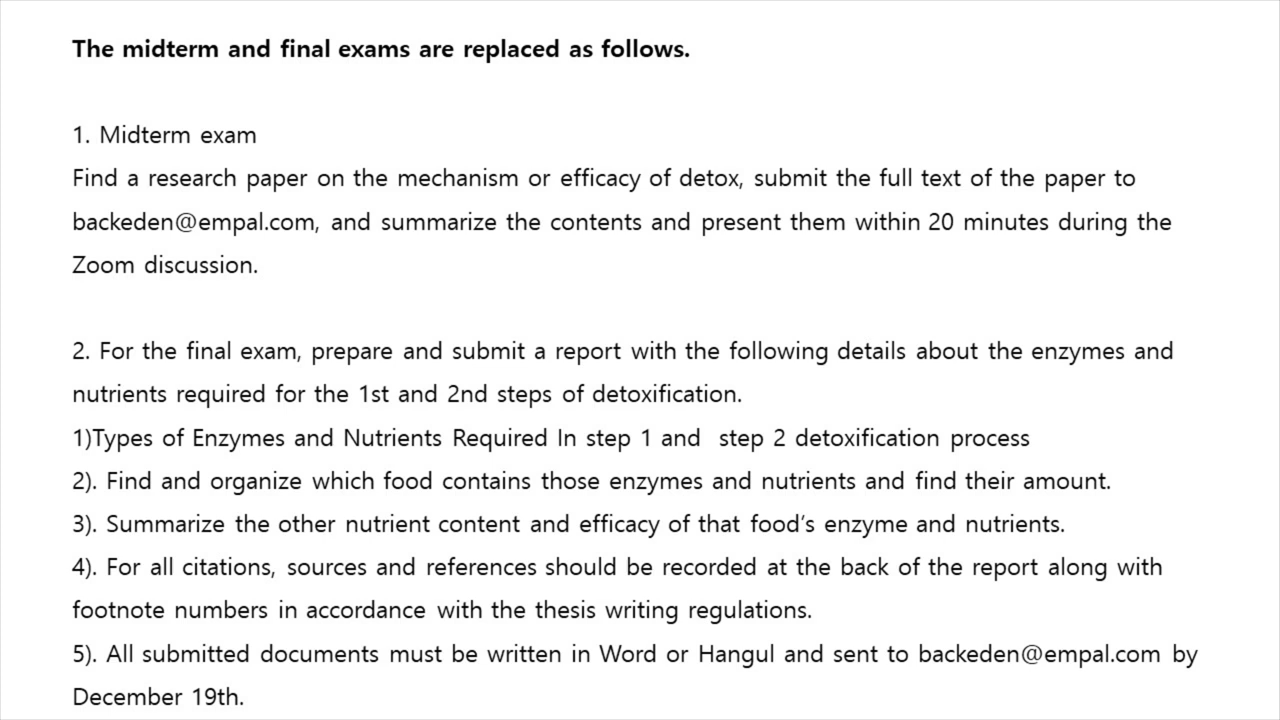 The midterm and final exams are replaced as follows.
1. Midterm exam
Find a research paper on the mechanism or efficacy of detox, submit the full text of the paper to
backeden@empal.com, and summarize the contents and present them within 20 minutes during the
Zoom discussion.
2. For the final exam, prepare and submit a report with the following details about the enzymes and
nutrients required for the 1st and 2nd steps of detoxification.
1)Types of Enzymes and Nutrients Required In step 1 and  step 2 detoxification process
2). Find and organize which food contains those enzymes and nutrients and find their amount.
3). Summarize the other nutrient content and efficacy of that food’s enzyme and nutrients.
4). For all citations, sources and references should be recorded at the back of the report along with
footnote numbers in accordance with the thesis writing regulations.
5). All submitted documents must be written in Word or Hangul and sent to backeden@empal.com by
December 19th.